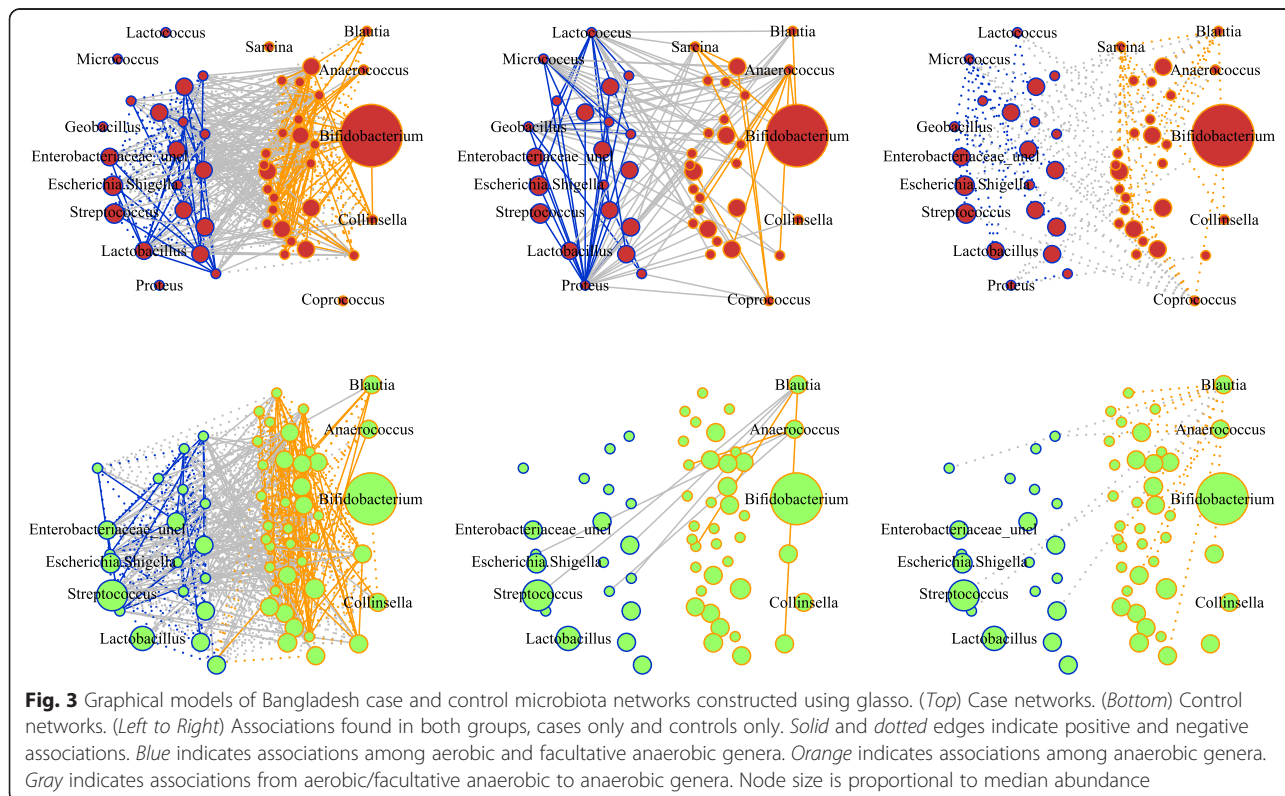 Lactococcus
Sarcina
Blautia
Micrococcus
Anaerococcus
Geobacillus
Bifidobacterium
Enterobacteriaceae_unel
Escherichia.Shigella
Streptococcus
Collinsella
Lactobacillus
Proteus
Coprococcus
Lactococcus
Sarcina
Blautia
Micrococcus
Anaerococcus
Geobacillus
Bifidobacterium
Enterobacteriaceae_unel
Escherichia.Shigella
Streptococcus
Collinsella
Lactobacillus
Proteus
Coprococcus
Lactococcus
Sarcina
Blautia
Micrococcus
Anaerococcus
Geobacillus
Bifidobacterium
Enterobacteriaceae_unel
Escherichia.Shigella
Streptococcus
Collinsella
Lactobacillus
Proteus
Coprococcus
Blautia
Anaerococcus
Bifidobacterium
Enterobacteriaceae_unel
Escherichia.Shigella
Streptococcus
Collinsella
Lactobacillus
Blautia
Anaerococcus
Bifidobacterium
Enterobacteriaceae_unel
Escherichia.Shigella
Streptococcus
Collinsella
Lactobacillus
Blautia
Anaerococcus
Bifidobacterium
Enterobacteriaceae_unel
Escherichia.Shigella
Streptococcus
Collinsella
Lactobacillus
Fig. 3 Graphical models of Bangladesh case and control microbiota networks constructed using glasso. (Top) Case networks. (Bottom) Control
networks. (Left to Right) Associations found in both groups, cases only and controls only. Solid and dotted edges indicate positive and negative
associations. Blue indicates associations among aerobic and facultative anaerobic genera. Orange indicates associations among anaerobic genera.
Gray indicates associations from aerobic/facultative anaerobic to anaerobic genera. Node size is proportional to median abundance